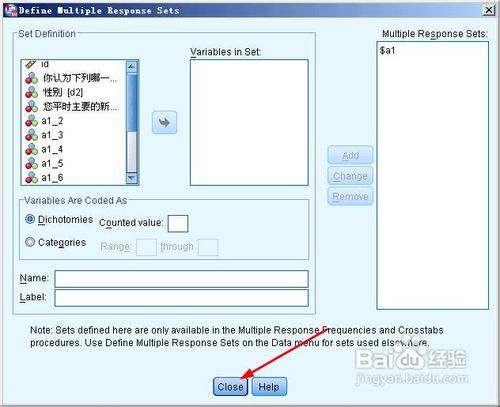 Define Multiple Response Sets
Set Definition
Variables in Set:
Multiple Response Sets:
id
你认为下列哪一...
性别 [d2]
您平时主要的新...
a1_2
a1_3
a1_4
a1_5
a1_6
$a1
Add
Change
Remove
Variables Are Coded As
Dichotomies Counted value:
Categories Range: through
Name:
Label:
Note: Sets defined here are only available in the Multiple Response Frequencies and Crosstabs
procedures. Use Define Multiple Response Sets on the Data menu for sets used elsewhere.
Close Help
Baidu 经验
jingyan.baidu.com